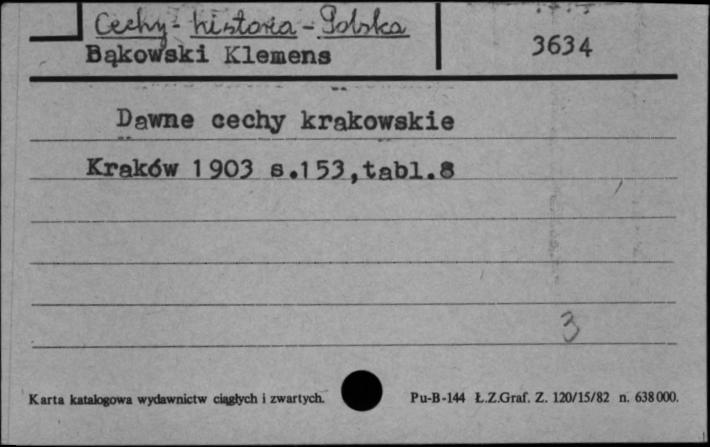 Cechy - historia - Polska
Bąkowski Klemens
3634
Dawne cechy krakowskie
Kraków 1903 s.153,tabl.8
3
Karta katalogowa wydawnictw ciągłych i zwartych.
Pu-B-144 Ł.Z.Graf. Z. 120/15/82 n. 638000.